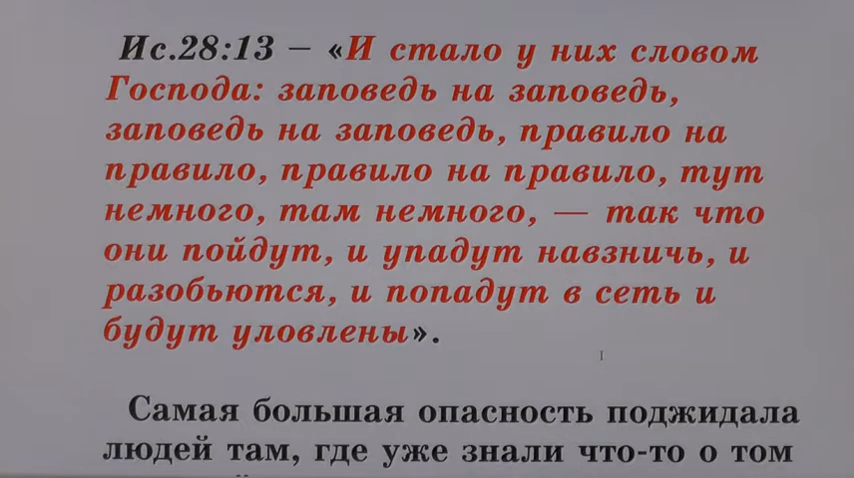 Ис.28:13 – «И стало у них словом
Господа: заповедь на заповедь,
заповедь на заповедь, правило на
правило, правило на правило, тут
немного, там немного, — так что
они пойдут, и упадут навзничь, и
разобьются, и попадут в сеть и
будут уловлены».
Самая большая опасность поджидала
людей там, где уже знали что-то о том